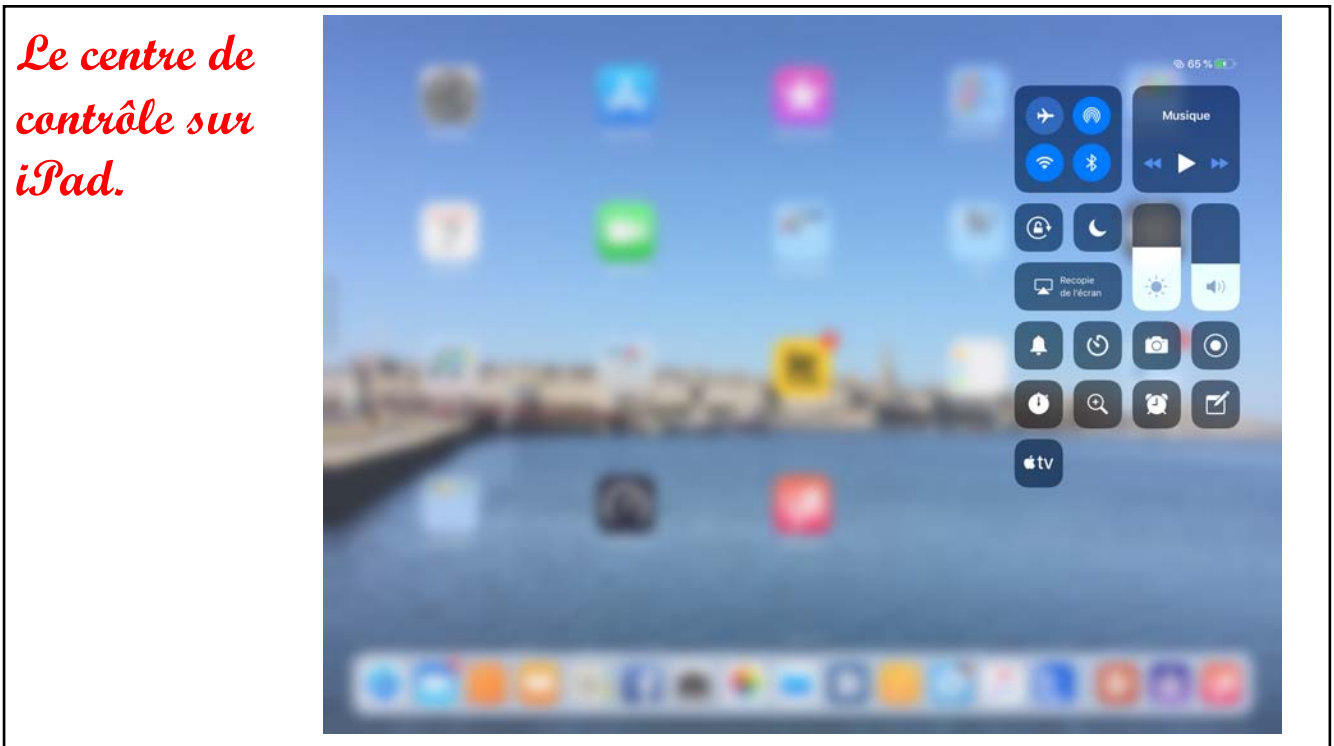 Le centre de
contrôle sur
iPad.
65 %
Musique
Recopie
de l'écran
tv